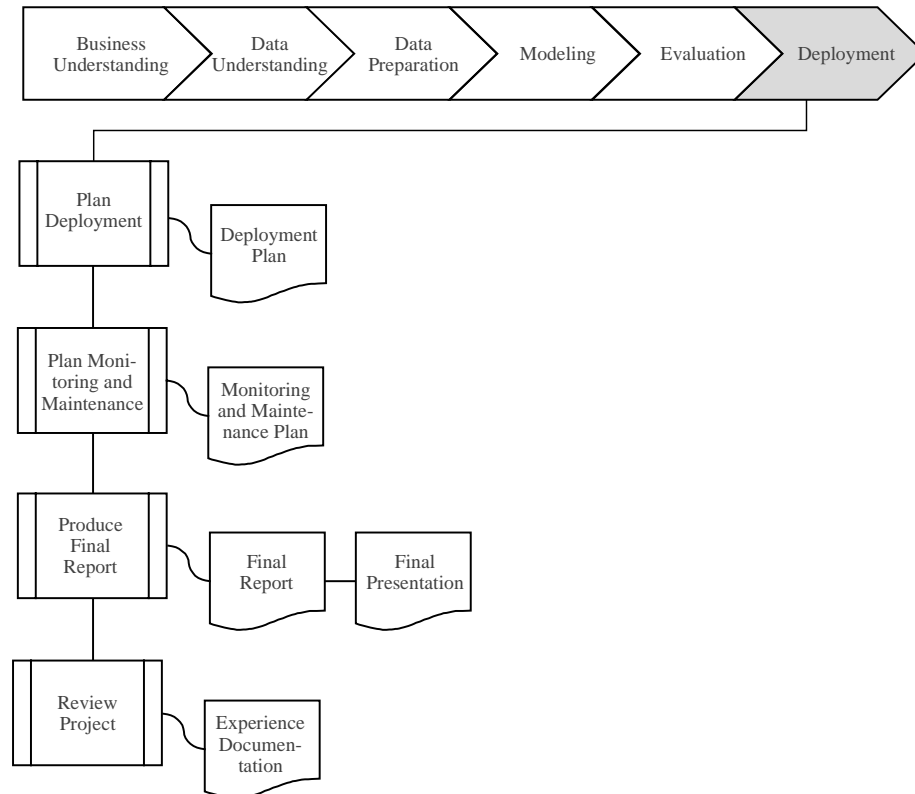 Business
Understanding
Data
Understanding
Data
Preparation
Modeling
Evaluation
Deployment
Plan
Deployment
Deployment
Plan
Plan Moni-
toring and
Maintenance
Monitoring
and Mainte-
nance Plan
Produce
Final
Report
Final
Report
Final
Presentation
Review
Project
Experience
Documen-
tation